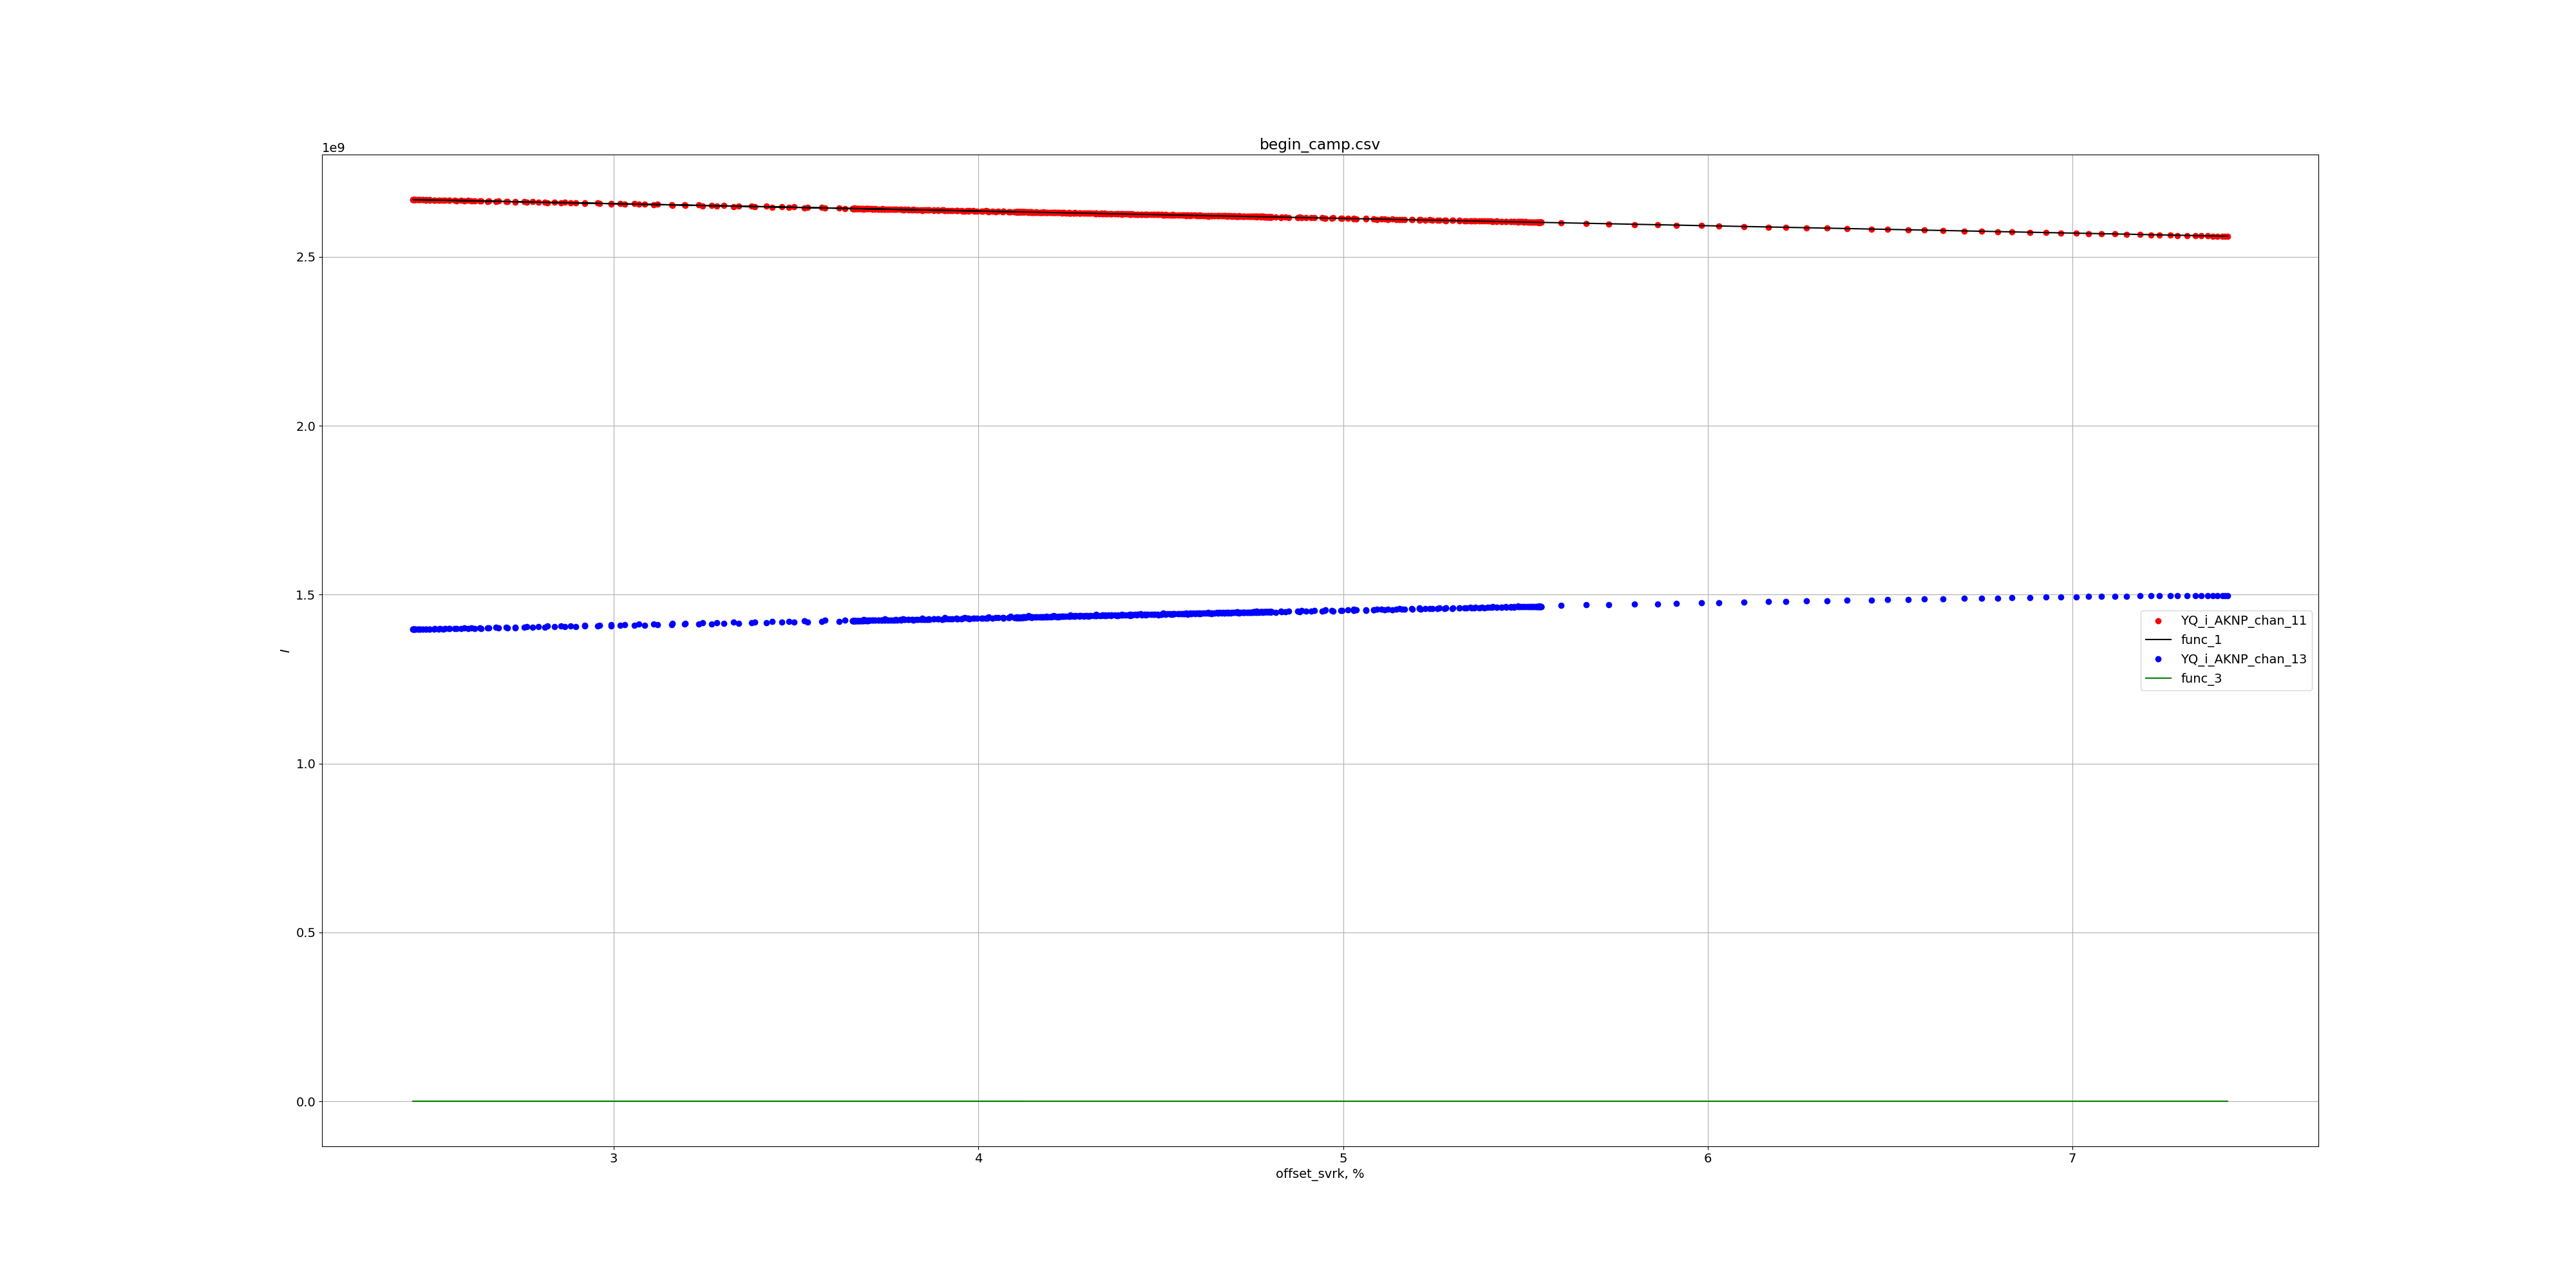 begin_camp.csv
1e9
2.5
2.0
1.5
1.0
0.5
0.0
I
YQ_i_AKNP_chan_11
func_1
YQ_i_AKNP_chan_13
func_3
3 4 5 6 7
offset_svrk, %